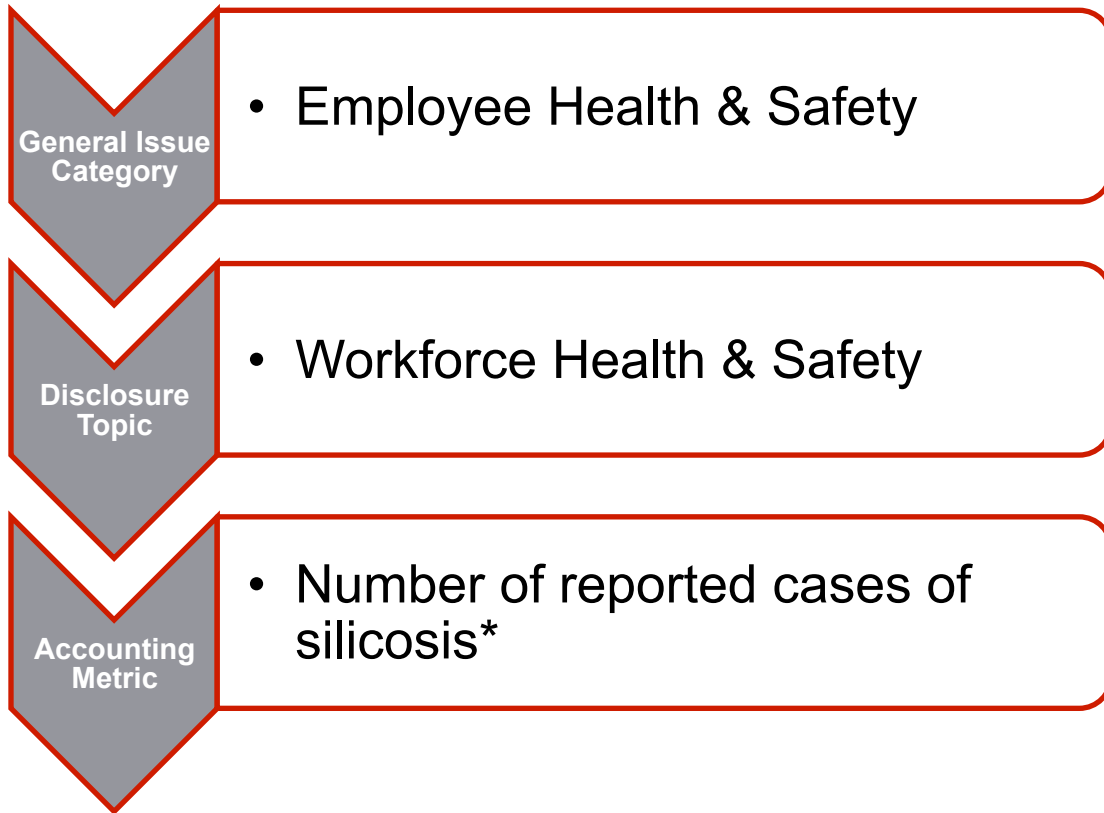 General Issue
Category
• Employee Health & Safety
Disclosure
Topic
• Workforce Health & Safety
Accounting
Metric
• Number of reported cases of
silicosis*